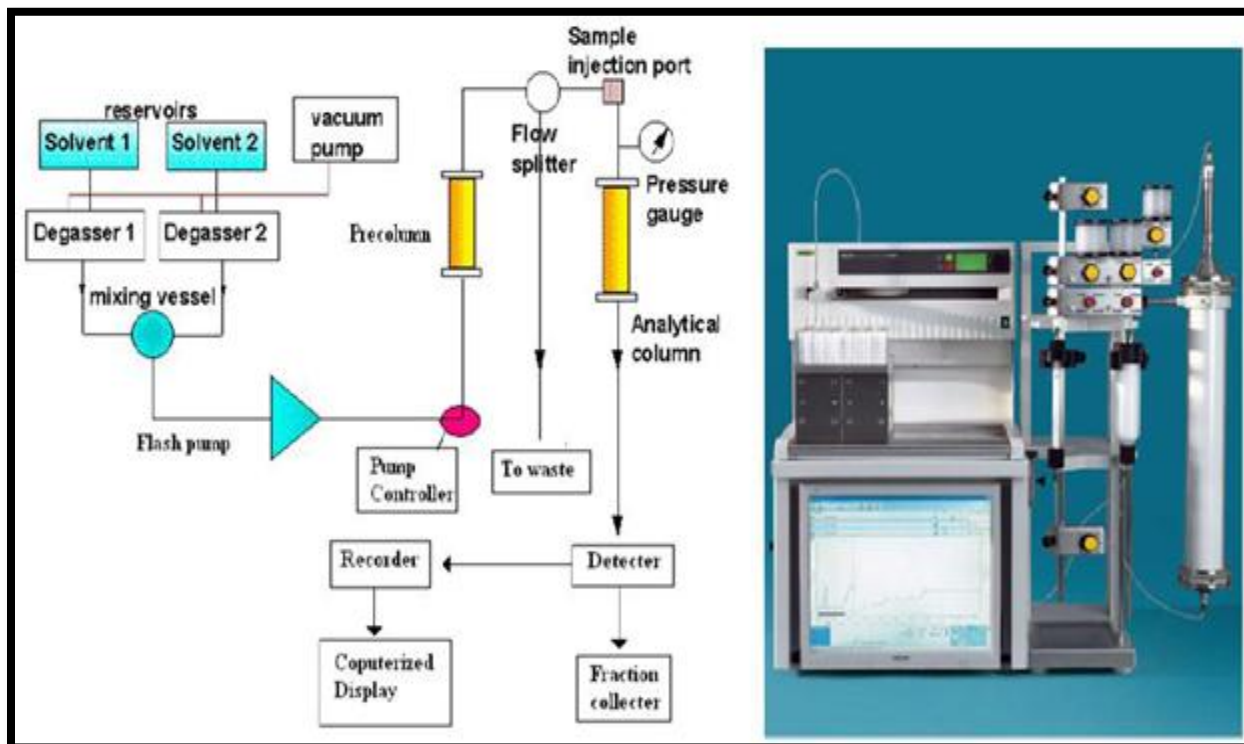 Sample
injection port
reservoirs
Solvent 1
Solvent 2
vacuum
pump
Flow
splitter
Pressure
gauge
Degasser 1
Degasser 2
Precolumn
mixing vessel
Analytical
column
Flash pump
Pump
Controller
To waste
Recorder
Detecter
Coputerized
Display
Fraction
collecter